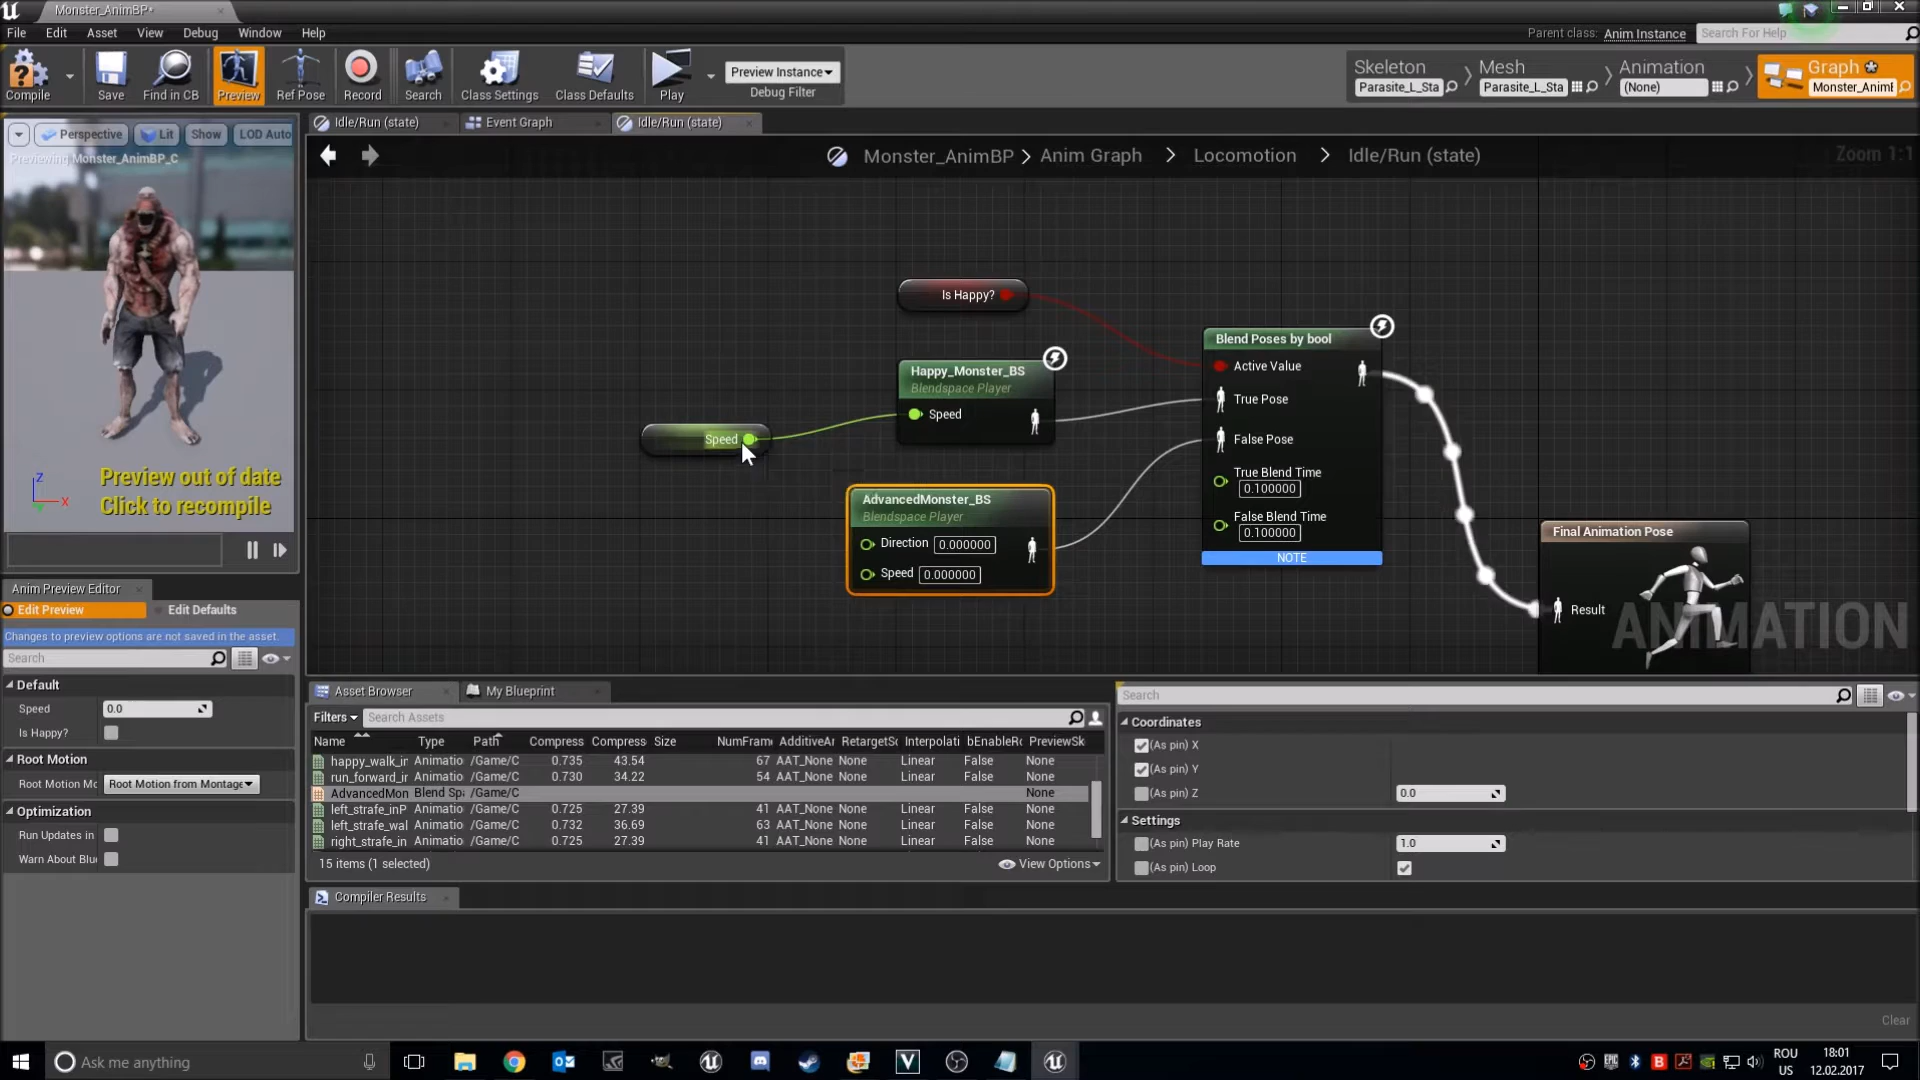 Monster_AnimBP*
File Edit Asset View Debug Window Help
Parent class: Anim Instance
Search For Help
Compile
Save
Find in CB
Preview
Ref Pose
Record
Search
Class Settings
Class Defaults
Play
Preview Instance
Debug Filter
Skeleton
Parasite_L_Sta
Mesh
Parasite_L_Sta
Animation
(None)
Graph
Monster_AnimE
Perspective Lit Show LOD Auto
Previewing Monster_AnimBP_C
Idle/Run (state)
Event Graph
Idle/Run (state)
Monster_AnimBP > Anim Graph > Locomotion > Idle/Run (state)
Zoom 1:1
Is Happy?
Happy_Monster_BS
Blendspace Player
Speed
Speed
AdvancedMonster_BS
Blendspace Player
Direction 0.000000
Speed 0.000000
Blend Poses by bool
Active Value
True Pose
False Pose
True Blend Time
0.100000
False Blend Time
0.100000
NOTE
Final Animation Pose
Result
ANIMATION
Z
X
Preview out of date
Click to recompile
Anim Preview Editor
Edit Preview
Edit Defaults
Changes to preview options are not saved in the asset.
Search
Default
Speed 0.0
Is Happy?
Root Motion
Root Motion Mc Root Motion from Montage
Optimization
Run Updates in
Warn About Blu
Asset Browser
My Blueprint
Filters Search Assets
Name Type Path Compress Compress Size NumFram AdditiveAr RetargetSc Interpolati bEnableRc PreviewSk
happy_walk_ir Animatio /Game/C 0.735 43.54 67 AAT_None None Linear False None
run_forward_ir Animatio /Game/C 0.730 34.22 54 AAT_None None Linear False None
AdvancedMon Blend Spa /Game/C None
left_strafe_inP Animatio /Game/C 0.725 27.39 41 AAT_None None Linear False None
left_strafe_wal Animatio /Game/C 0.732 36.69 63 AAT_None None Linear False None
right_strafe_in Animatio /Game/C 0.725 27.39 41 AAT_None None Linear False None
15 items (1 selected)
View Options
Search
Coordinates
(As pin) X
(As pin) Y
(As pin) Z 0.0
Settings
(As pin) Play Rate 1.0
(As pin) Loop
Compiler Results
Clear
Ask me anything
ROU
US
18:01
12.02.2017